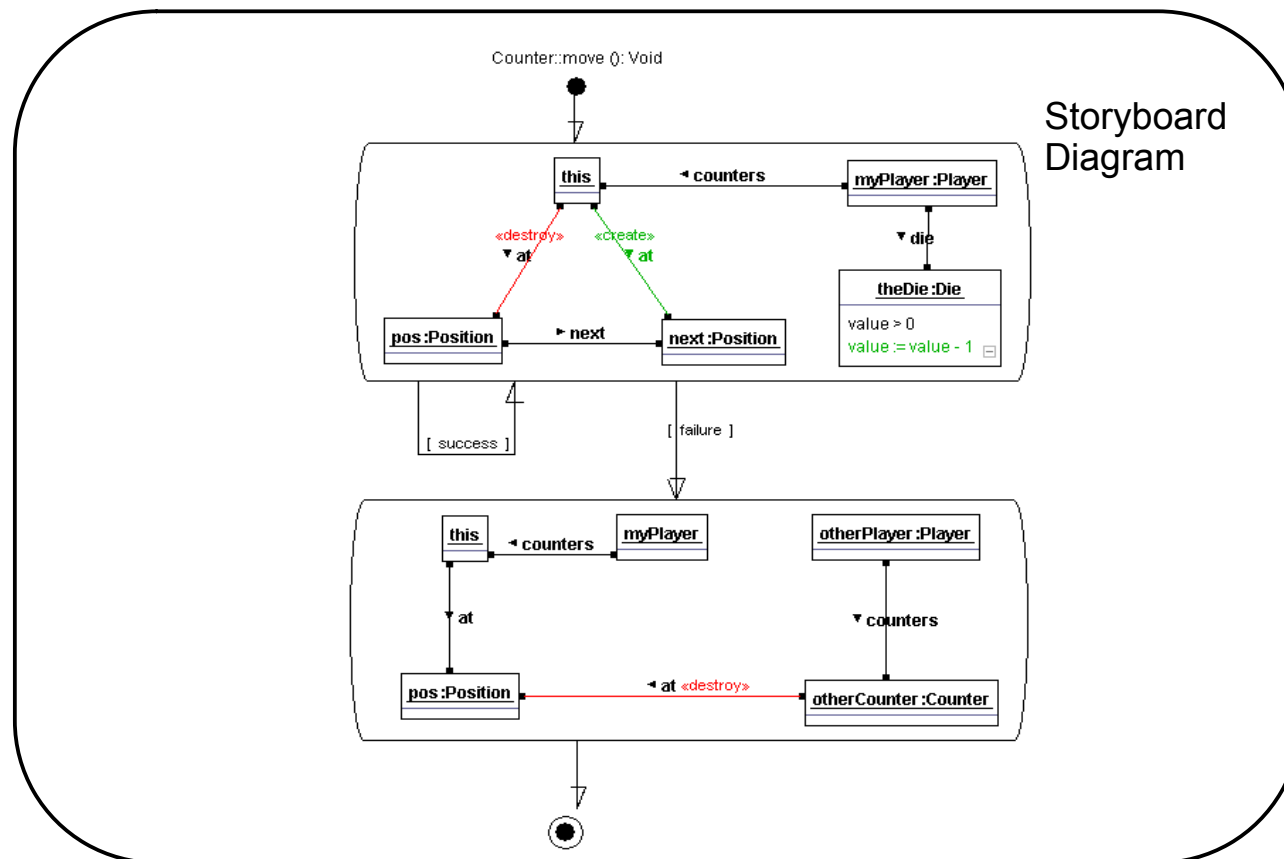 Counter::move (): Void
Storyboard
Diagram
this
counters
myPlayer :Player
«destroy»
at
«create»
at
die
theDie :Die
value > 0
value := value - 1
pos :Position
next
next :Position
[ success ]
[ failure ]
this
counters
myPlayer
otherPlayer :Player
at
counters
pos :Position
at «destroy»
otherCounter :Counter